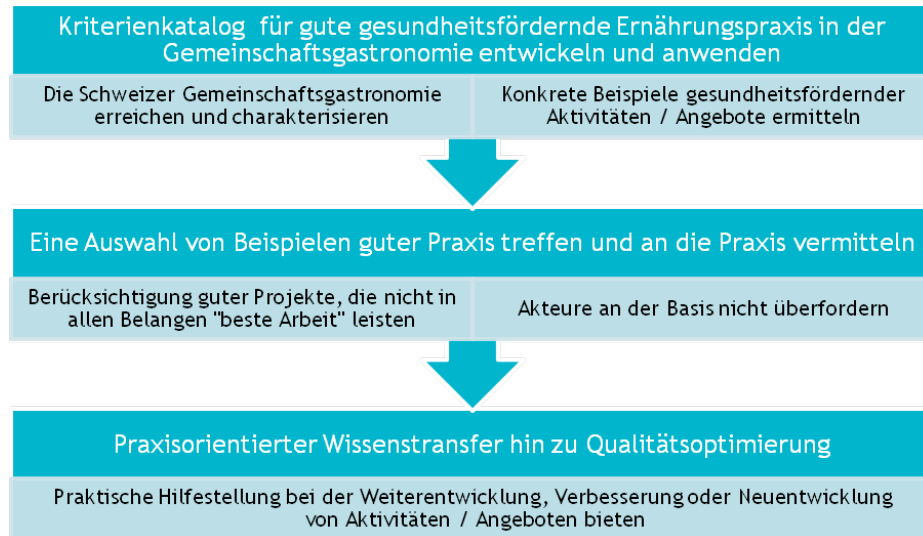 Kriterienkatalog für gute gesundheitsfördernde Ernährungspraxis in der
Gemeinschaftsgastronomie entwickeln und anwenden
Die Schweizer Gemeinschaftsgastronomie
erreichen und charakterisieren
Konkrete Beispiele gesundheitsfördernder
Aktivitäten / Angebote ermitteln
Eine Auswahl von Beispielen guter Praxis treffen und an die Praxis vermitteln
Berücksichtigung guter Projekte, die nicht in
allen Belangen "beste Arbeit" leisten
Akteure an der Basis nicht überfordern
Praxisorientierter Wissenstransfer hin zu Qualitätsoptimierung
Praktische Hilfestellung bei der Weiterentwicklung, Verbesserung oder Neuentwicklung
von Aktivitäten / Angeboten bieten